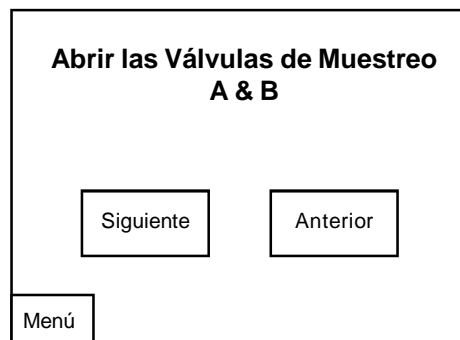 Abrir las Válvulas de Muestreo
A & B
Siguiente
Anterior
Menú